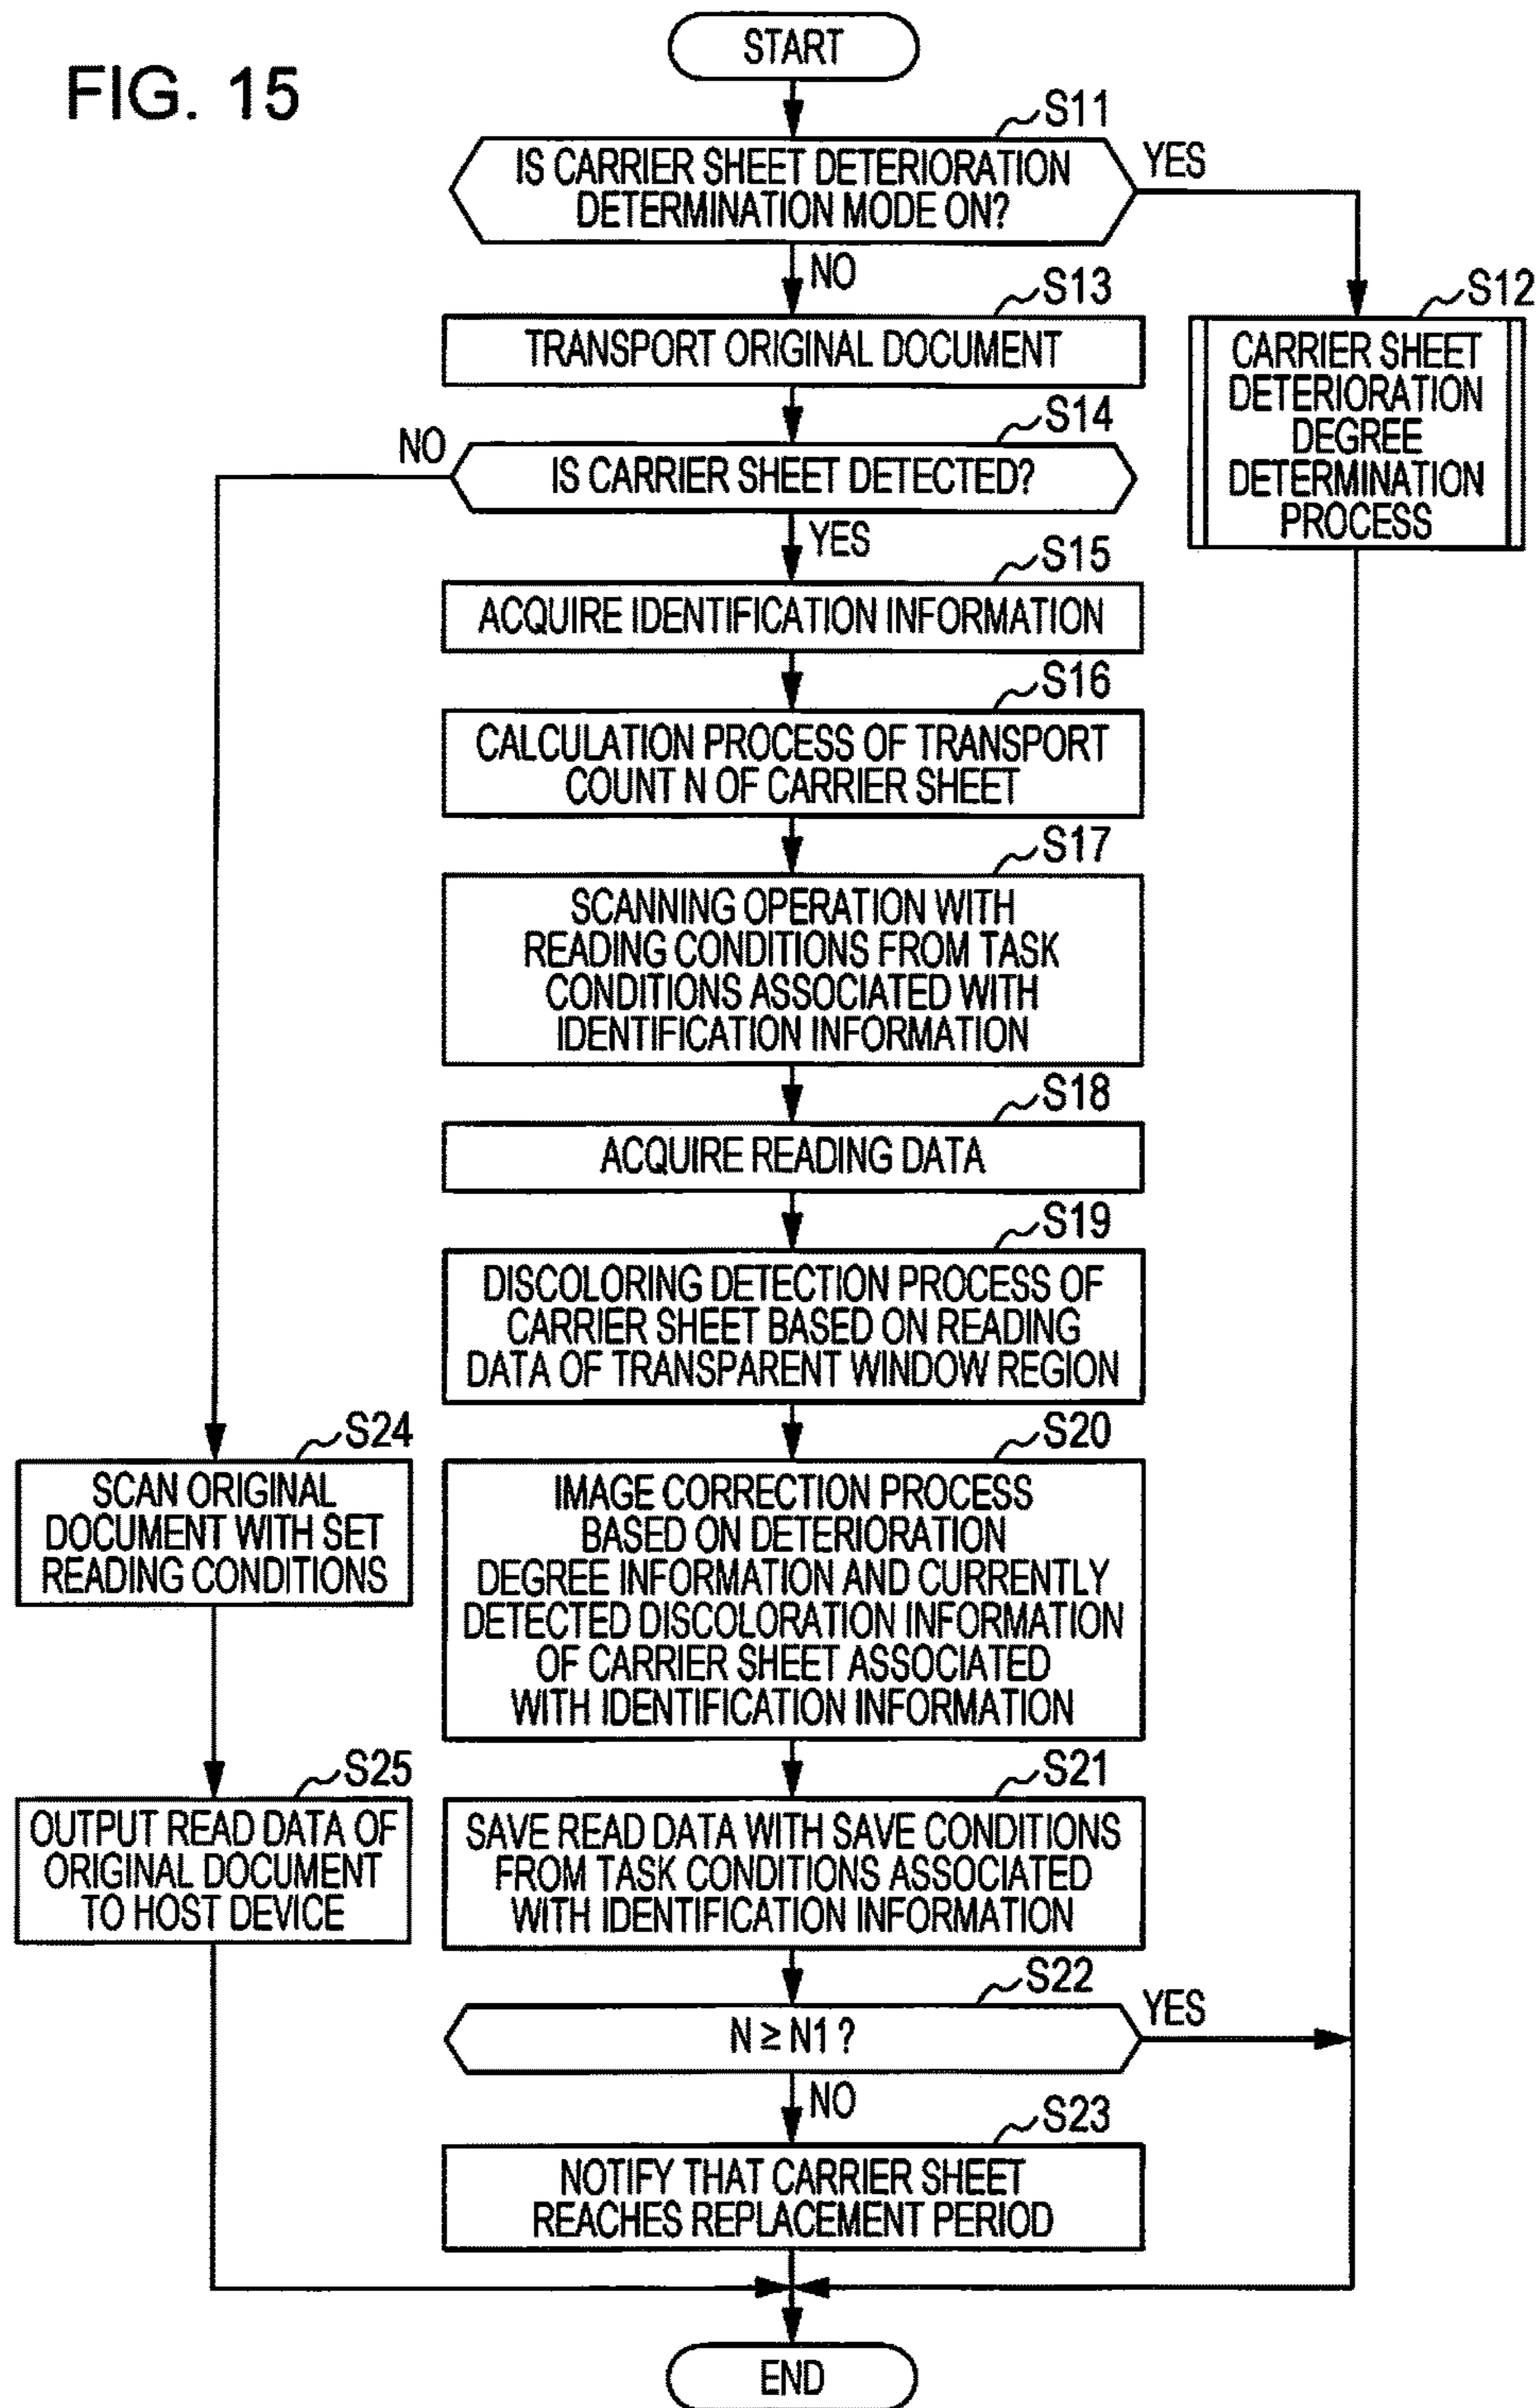 FIG. 15
START
S11
IS CARRIER SHEET DETERIORATION
DETERMINATION MODE ON?
YES
NO
S12
CARRIER SHEET
DETERIORATION
DEGREE
DETERMINATION
PROCESS
S13
TRANSPORT ORIGINAL DOCUMENT
S14
NO
IS CARRIER SHEET DETECTED?
YES
S15
ACQUIRE IDENTIFICATION INFORMATION
S16
CALCULATION PROCESS OF TRANSPORT
COUNT N OF CARRIER SHEET
S17
SCANNING OPERATION WITH
READING CONDITIONS FROM TASK
CONDITIONS ASSOCIATED WITH
IDENTIFICATION INFORMATION
S18
ACQUIRE READING DATA
S19
DISCOLORING DETECTION PROCESS OF
CARRIER SHEET BASED ON READING
DATA OF TRANSPARENT WINDOW REGION
S24
SCAN ORIGINAL
DOCUMENT WITH SET
READING CONDITIONS
S20
IMAGE CORRECTION PROCESS
BASED ON DETERIORATION
DEGREE INFORMATION AND CURRENTLY
DETECTED DISCOLORATION INFORMATION
OF CARRIER SHEET ASSOCIATED
WITH IDENTIFICATION INFORMATION
S25
OUTPUT READ DATA OF
ORIGINAL DOCUMENT
TO HOST DEVICE
S21
SAVE READ DATA WITH SAVE CONDITIONS
FROM TASK CONDITIONS ASSOCIATED
WITH IDENTIFICATION INFORMATION
S22
N ≥ N1 ?
YES
NO
S23
NOTIFY THAT CARRIER SHEET
REACHES REPLACEMENT PERIOD
END